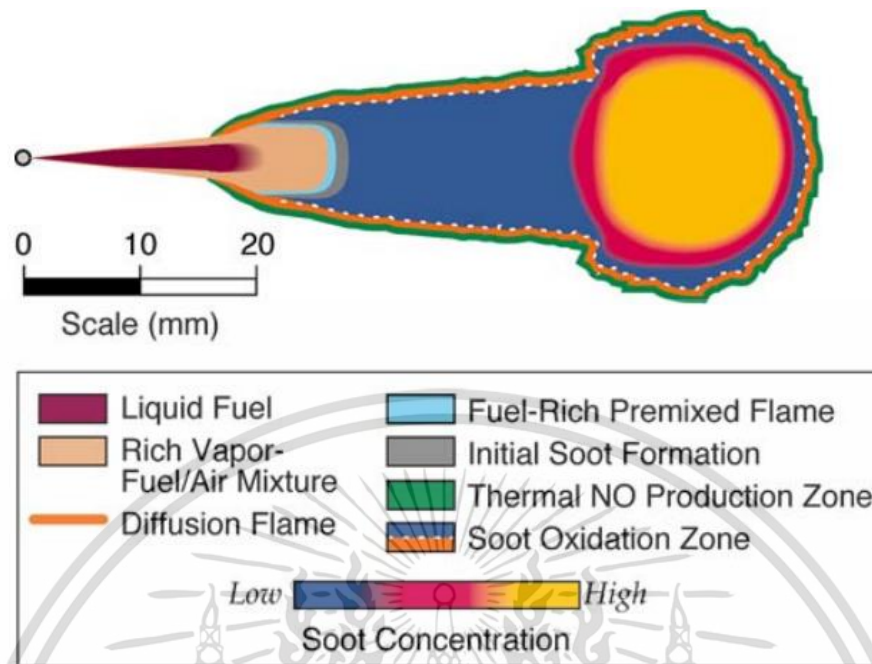 0 10 20
Scale (mm)
Liquid Fuel
Rich Vapor-
Fuel/Air Mixture
Diffusion Flame
Fuel-Rich Premixed Flame
Initial Soot Formation
Thermal NO Production Zone
Soot Oxidation Zone
Low High
Soot Concentration